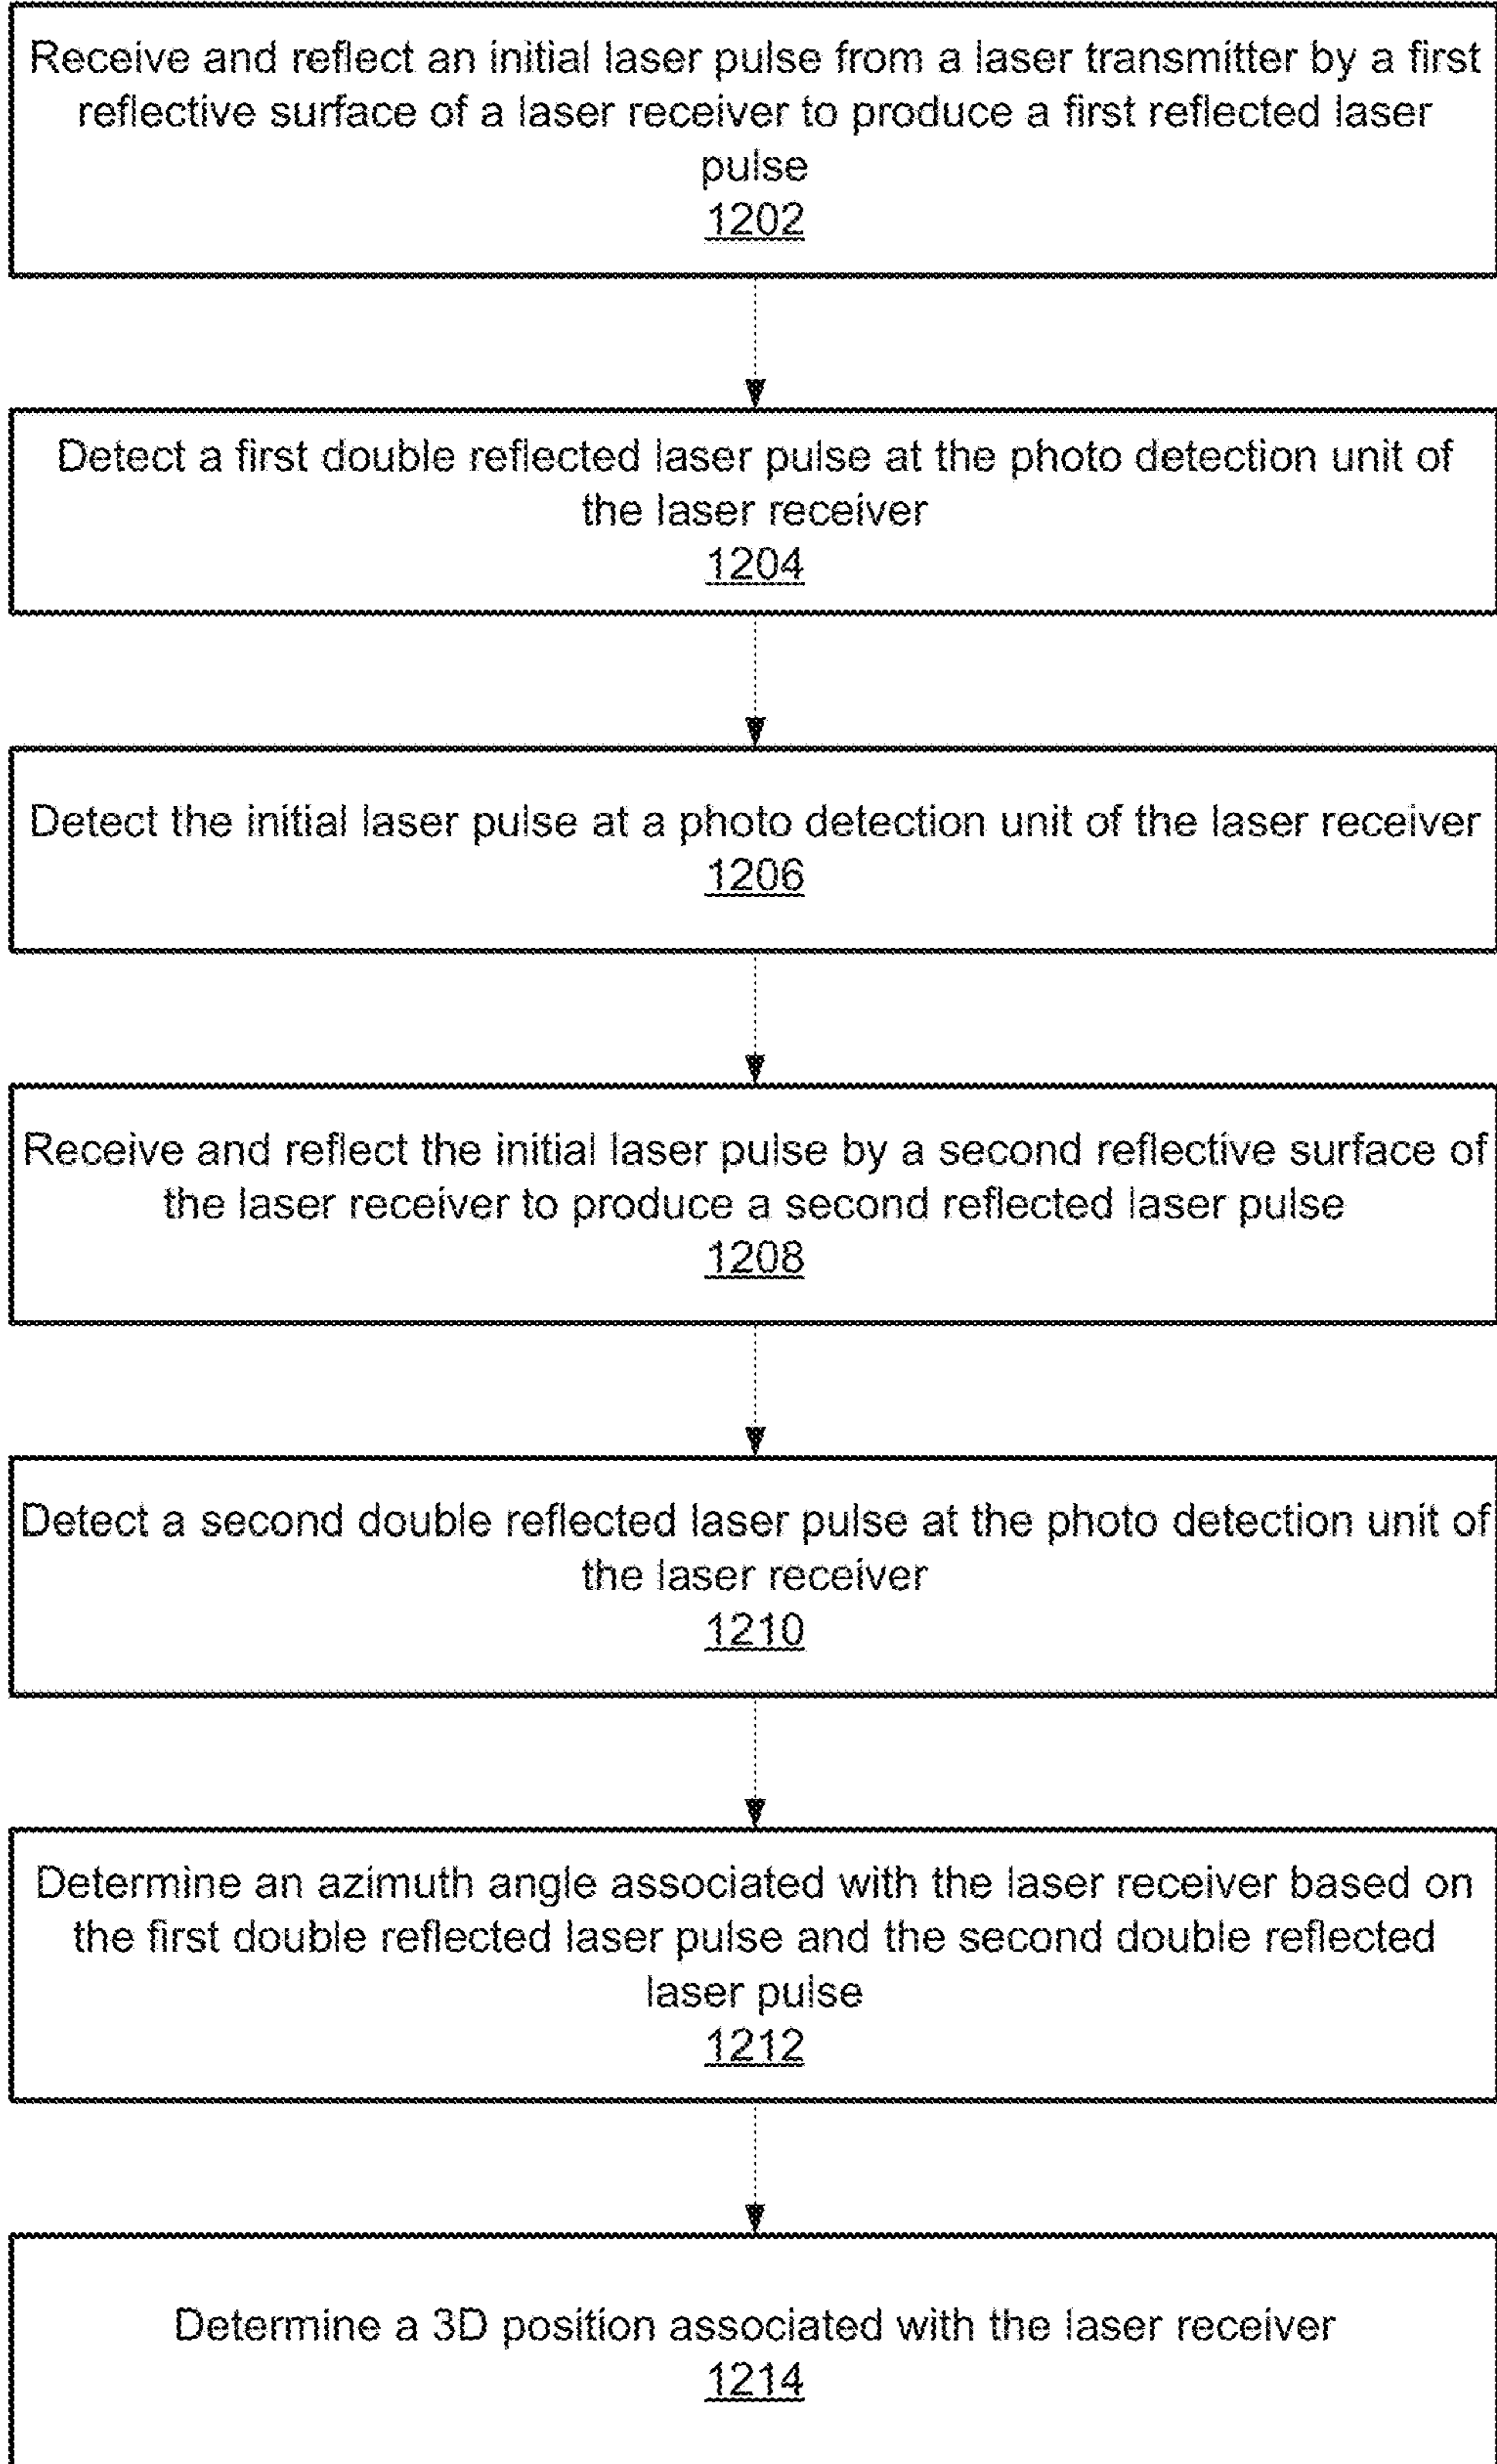 Receive and reflect an initial laser pulse from a laser transmitter by a first
reflective surface of a laser receiver to produce a first reflected laser
pulse
1202
Detect a first double reflected laser pulse at the photo detection unit of
the laser receiver
1204
Detect the initial laser pulse at a photo detection unit of the laser receiver
1206
Receive and reflect the initial laser pulse by a second reflective surface of
the laser receiver to produce a second reflected laser pulse
1208
Detect a second double reflected laser pulse at the photo detection unit of
the laser receiver
1210
Determine an azimuth angle associated with the laser receiver based on
the first double reflected laser pulse and the second double reflected
laser pulse
1212
Determine a 3D position associated with the laser receiver
1214